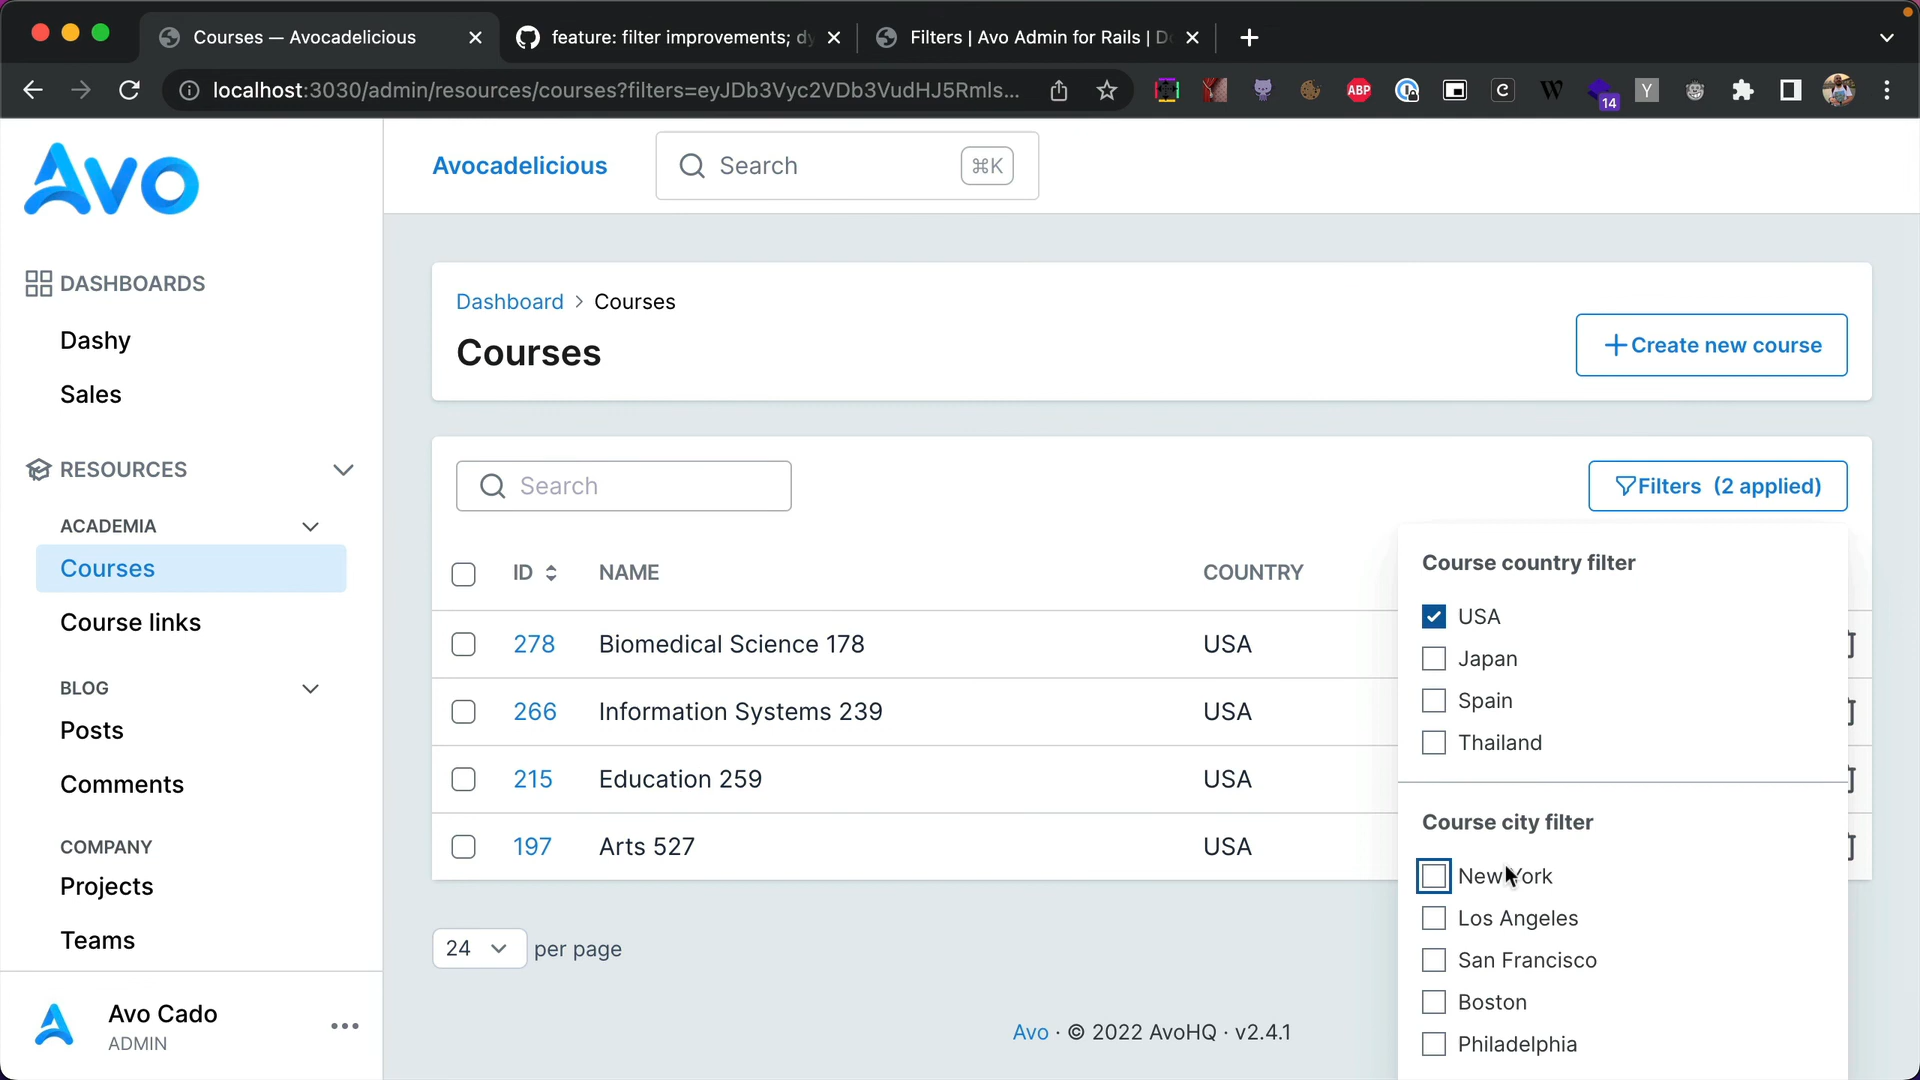 Courses — Avocadelicious
feature: filter improvements; dy
Filters | Avo Admin for Rails | Do
localhost:3030/admin/resources/courses?filters=eyJDb3Vyc2VDb3VudHJ5Rmls...
ABP
C
W
14
Y
Avo
Avocadelicious
Search
⌘K
DASHBOARDS
Dashy
Sales
RESOURCES
ACADEMIA
Courses
Course links
BLOG
Posts
Comments
COMPANY
Projects
Teams
Avo Cado
ADMIN
Dashboard > Courses
Courses
Create new course
Search
Filters (2 applied)
ID NAME COUNTRY
278 Biomedical Science 178 USA
266 Information Systems 239 USA
215 Education 259 USA
197 Arts 527 USA
Course country filter
USA
Japan
Spain
Thailand
Course city filter
New York
Los Angeles
San Francisco
Boston
Philadelphia
24 per page
Avo · © 2022 AvoHQ · v2.4.1